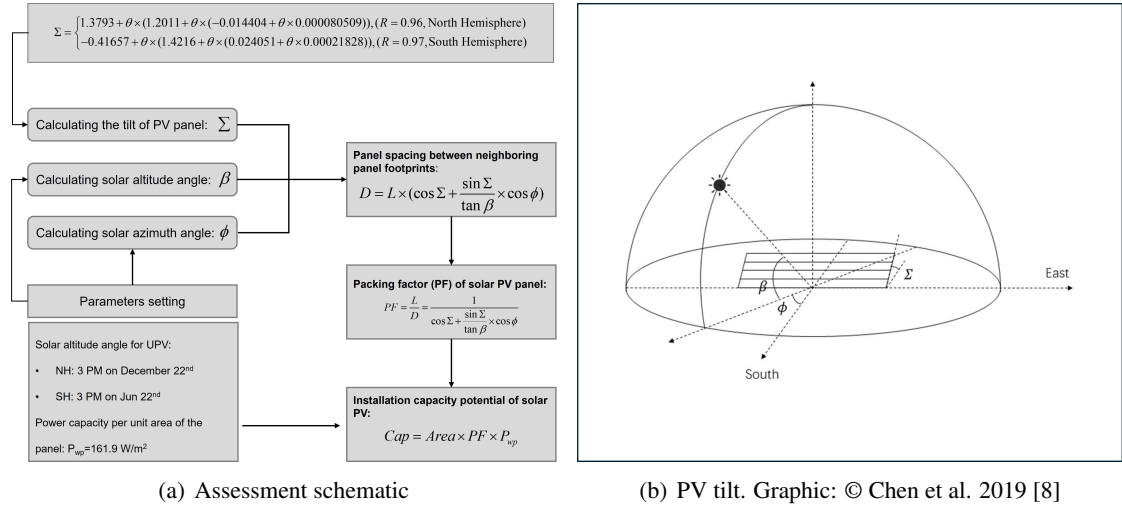 Σ = { 1.3793 + θ × (1.2011 + θ × (-0.014404 + θ × 0.000080509)), (R = 0.96, North Hemisphere)
−0.41657 + θ × (1.4216 + θ × (0.024051 + θ × 0.00021828)), (R = 0.97, South Hemisphere)
Calculating the tilt of PV panel: Σ
Calculating solar altitude angle: β
Calculating solar azimuth angle: ϕ
Parameters setting
Solar altitude angle for UPV:
• NH: 3 PM on December 22nd
• SH: 3 PM on Jun 22nd
Power capacity per unit area of the
panel: Pwp=161.9 W/m2
Panel spacing between neighboring
panel footprints:
D = L × (cos Σ + sin Σ / tan β × cos ϕ)
Packing factor (PF) of solar PV panel:
PF = L / D = 1 / (cos Σ + sin Σ / tan β × cos ϕ)
Installation capacity potential of solar
PV:
Cap = Area × PF × Pwp
(a) Assessment schematic
β
ϕ
Σ
East
South
(b) PV tilt. Graphic: © Chen et al. 2019 [8]